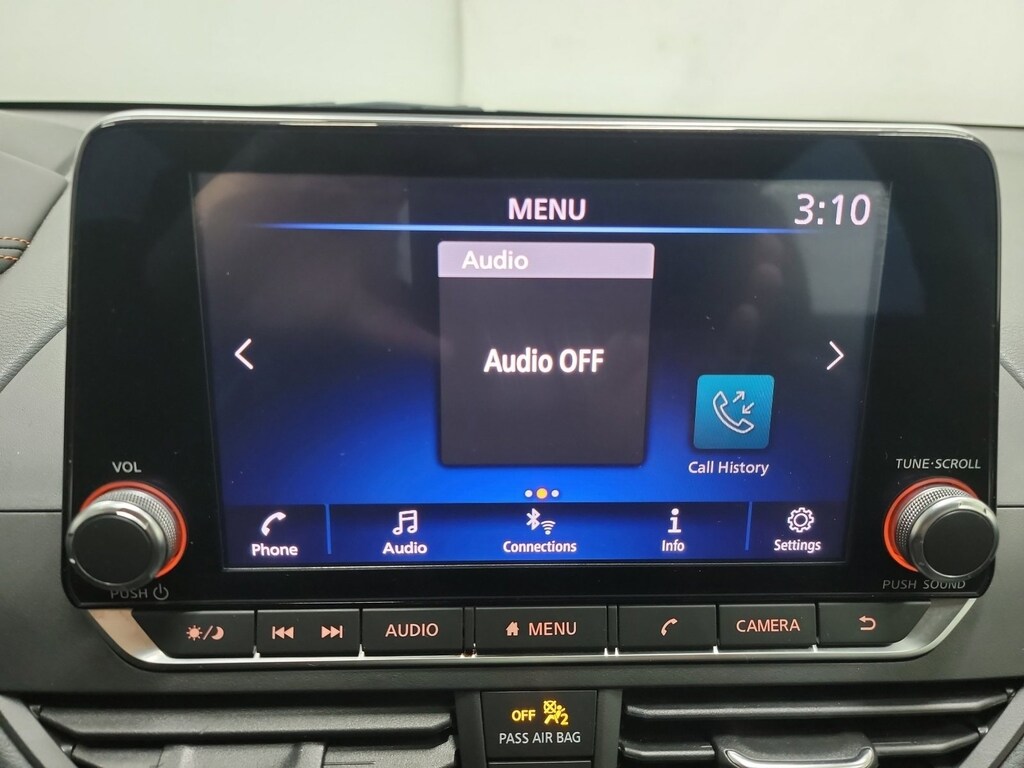 MENU
3:10
Audio
Audio OFF
Call History
VOL
TUNE·SCROLL
Phone
Audio
Connections
Info
Settings
PUSH
PUSH SOUND
AUDIO
MENU
CAMERA
OFF
2
PASS AIR BAG